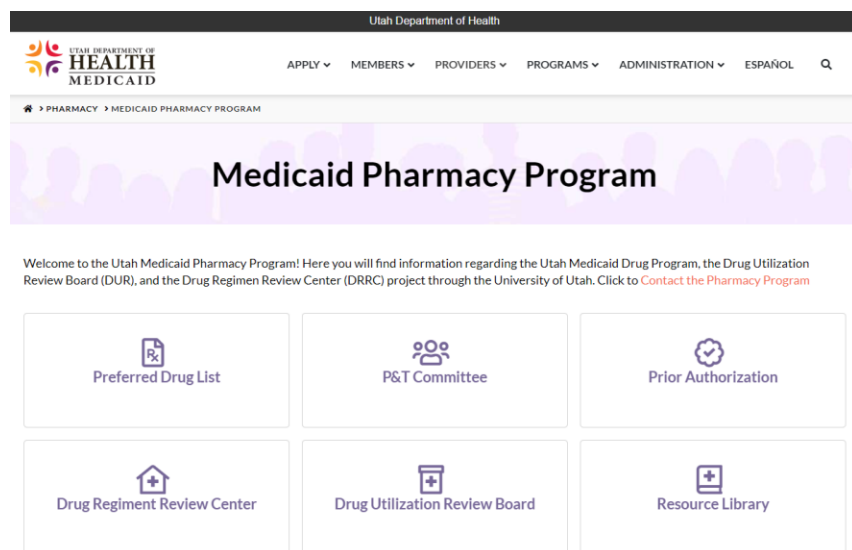 Utah Department of Health
UTAH DEPARTMENT OF
HEALTH
MEDICAID
APPLY MEMBERS PROVIDERS PROGRAMS ADMINISTRATION ESPAÑOL
> PHARMACY > MEDICAID PHARMACY PROGRAM
Medicaid Pharmacy Program
Welcome to the Utah Medicaid Pharmacy Program! Here you will find information regarding the Utah Medicaid Drug Program, the Drug Utilization
Review Board (DUR), and the Drug Regimen Review Center (DRRC) project through the University of Utah. Click to Contact the Pharmacy Program
Rx
Preferred Drug List
P&T Committee
Prior Authorization
Drug Regiment Review Center
Drug Utilization Review Board
Resource Library